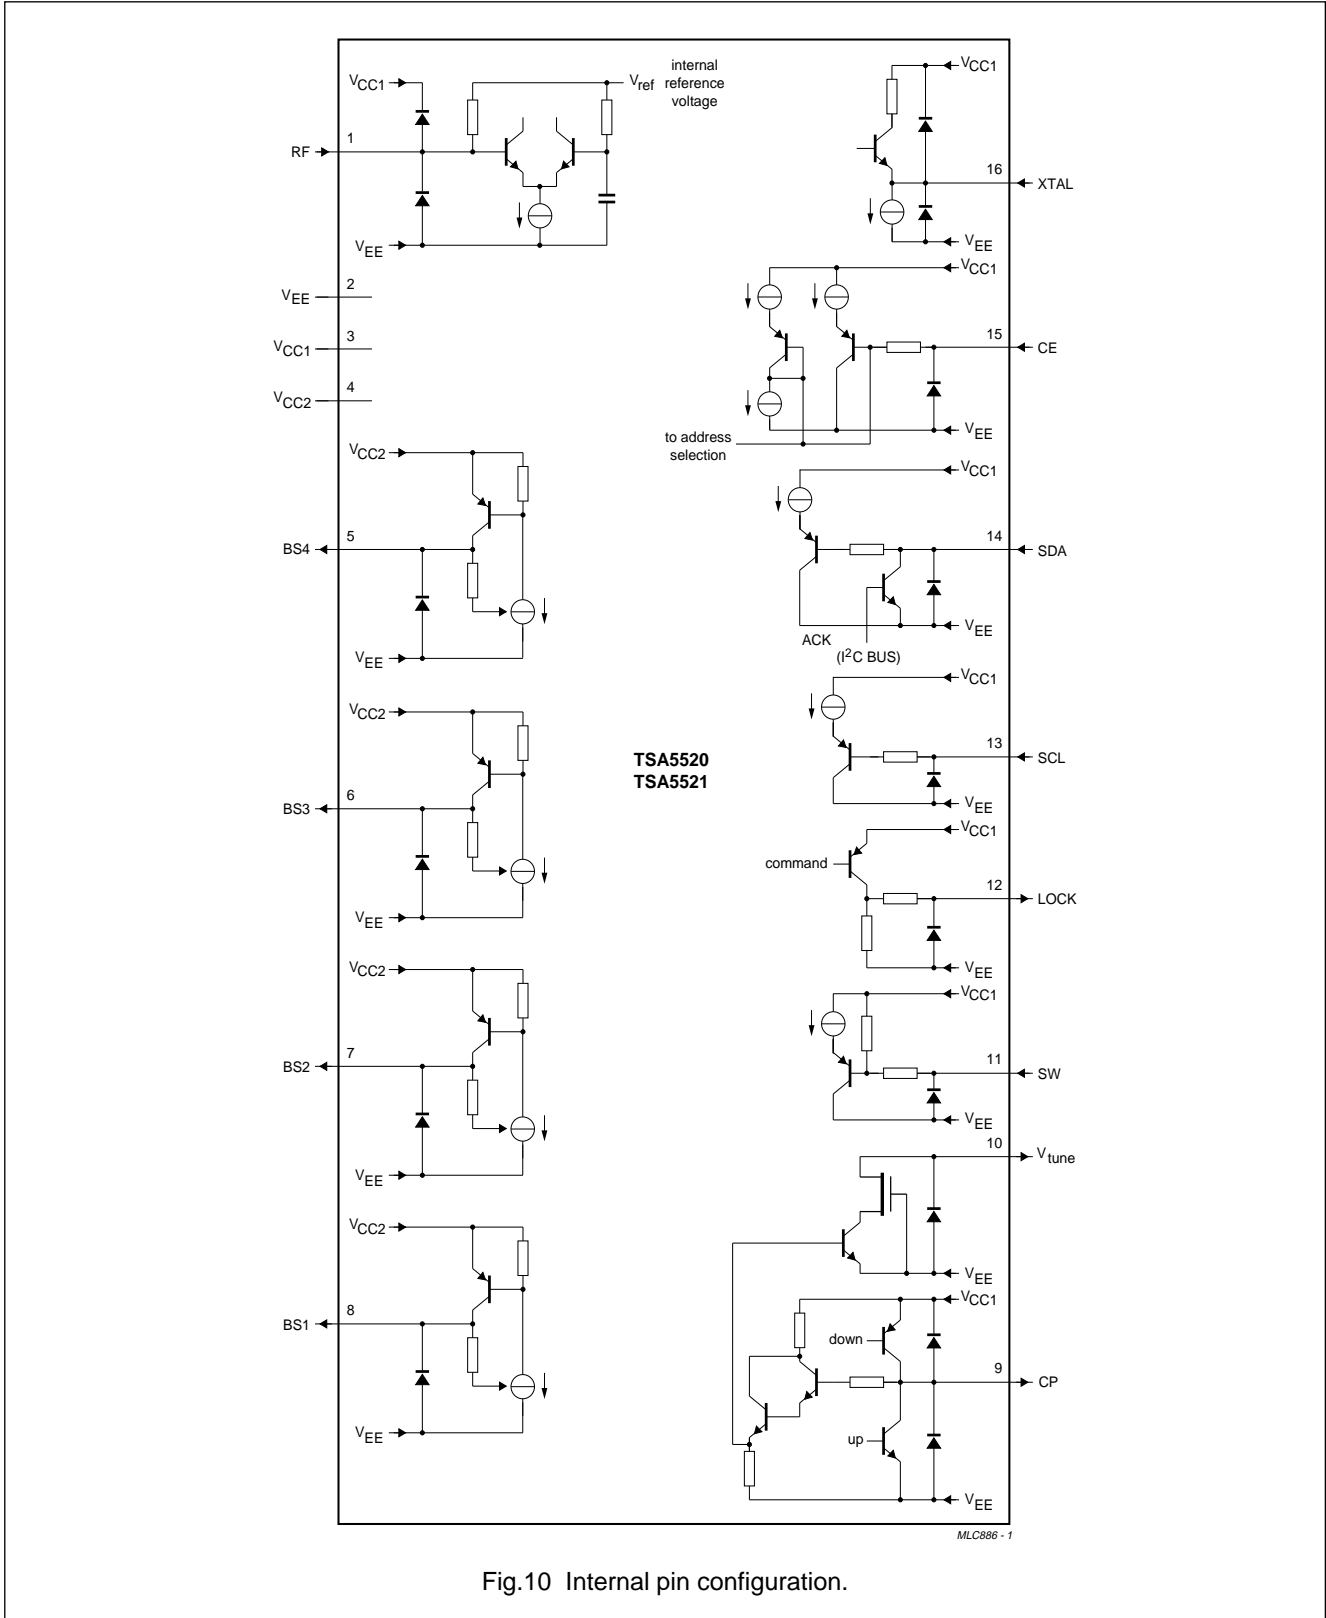 VCC1
1
RF
VEE
Vref
internal
reference
voltage
2
VEE
3
VCC1
4
VCC2
VCC2
5
BS4
VEE
VCC2
6
BS3
VEE
VCC2
7
BS2
VEE
VCC2
8
BS1
VEE
TSA5520
TSA5521
VCC1
16
XTAL
VEE
VCC1
15
CE
VEE
to address
selection
VCC1
14
SDA
VEE
ACK
(I²C BUS)
VCC1
13
SCL
VEE
VCC1
command
12
LOCK
VEE
VCC1
11
SW
VEE
10
Vtune
VEE
VCC1
down
9
CP
up
VEE
MLC886 - 1
Fig.10 Internal pin configuration.